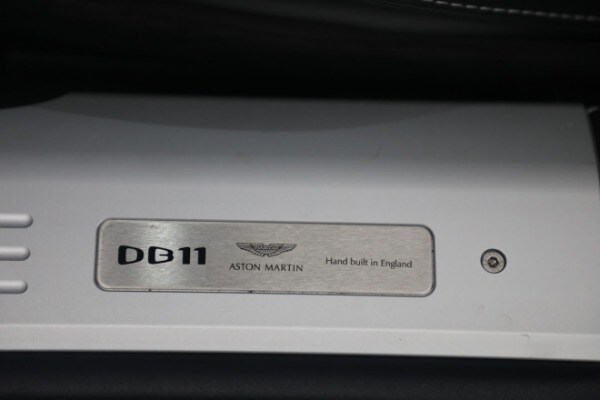 DB11
ASTON MARTIN
Hand built in England